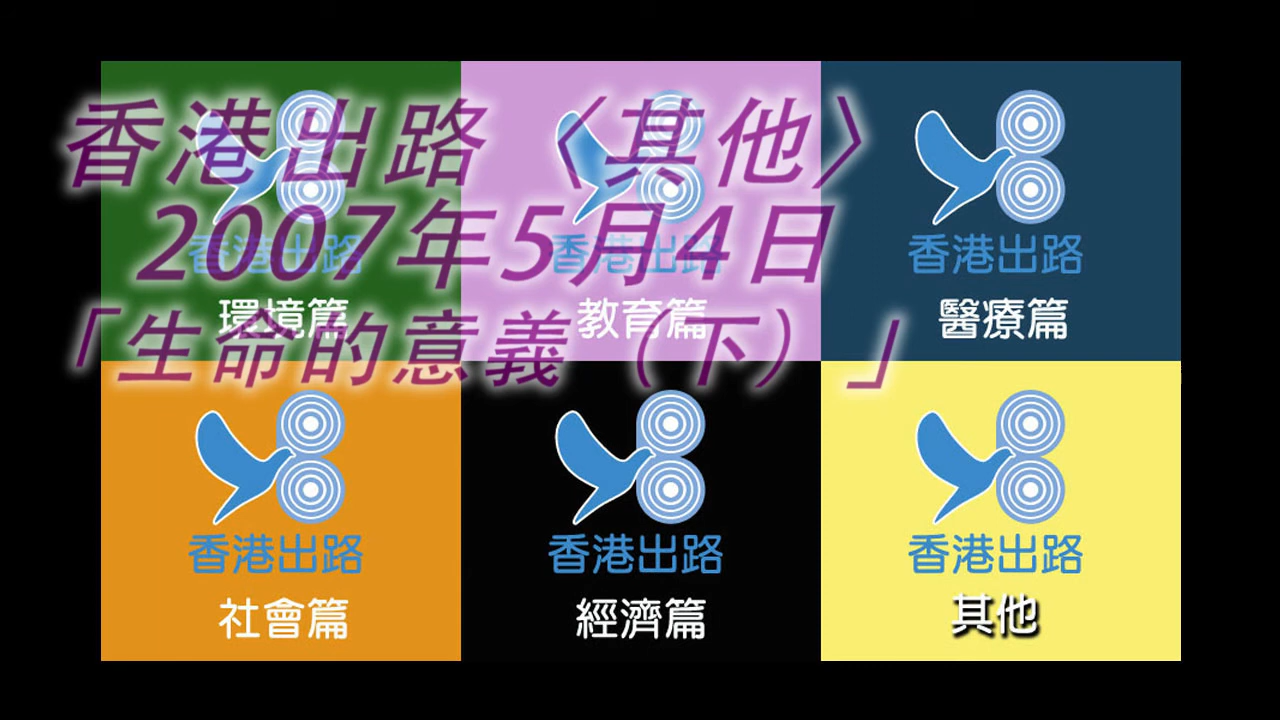 香港出路〈其他〉
2007年5月4日
「生命的意義（下）」
香港出路
環境篇
香港出路
教育篇
香港出路
醫療篇
香港出路
社會篇
香港出路
經濟篇
香港出路
其他